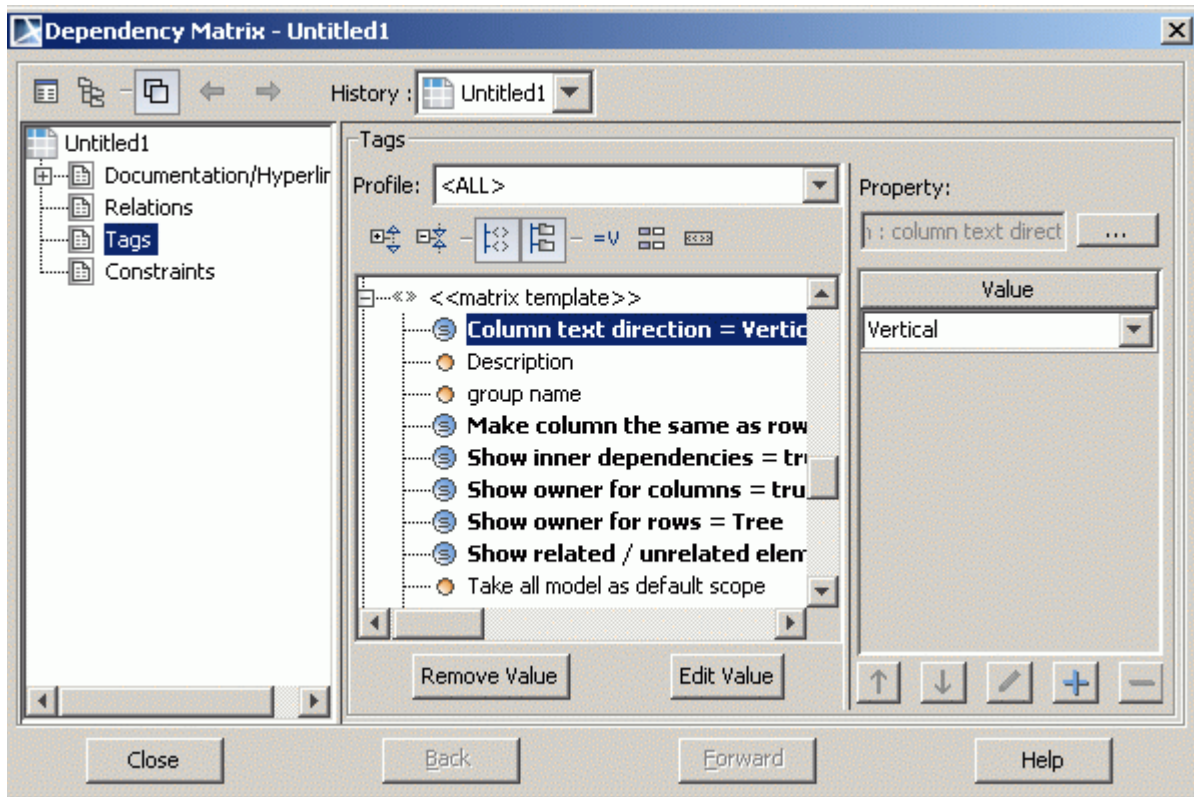 Dependency Matrix - Untitled1
History : Untitled1
Untitled1
Documentation/Hyperlin
Relations
Tags
Constraints
Tags
Profile: <ALL>
=v
<<matrix template>>
Column text direction = Vertic
Description
group name
Make column the same as row
Show inner dependencies = tru
Show owner for columns = tru
Show owner for rows = Tree
Show related / unrelated elem
Take all model as default scope
Remove Value
Edit Value
Property:
n : column text direct
...
Value
Vertical
Close
Back
Forward
Help